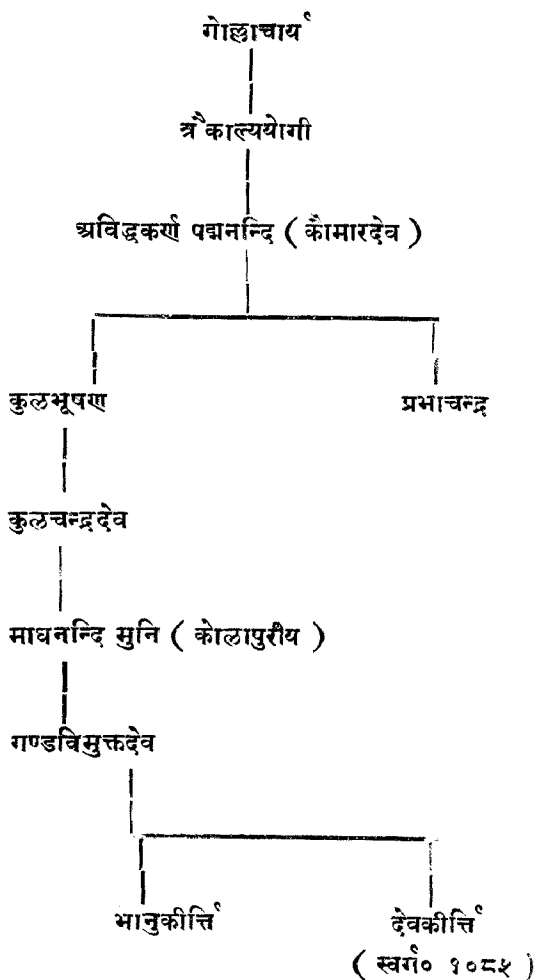 गोल्लाचार्य
त्रैकाल्ययोगी
अविद्धकर्ण पद्मनन्दि ( कौमारदेव )
कुलभूषण प्रभाचन्द्र
कुलचन्द्रदेव
माघनन्दि मुनि ( कोलापुरीय )
गण्डविमुक्तदेव
भानुकीर्त्ति देवकीर्त्ति
( स्वर्ग० १०८५ )